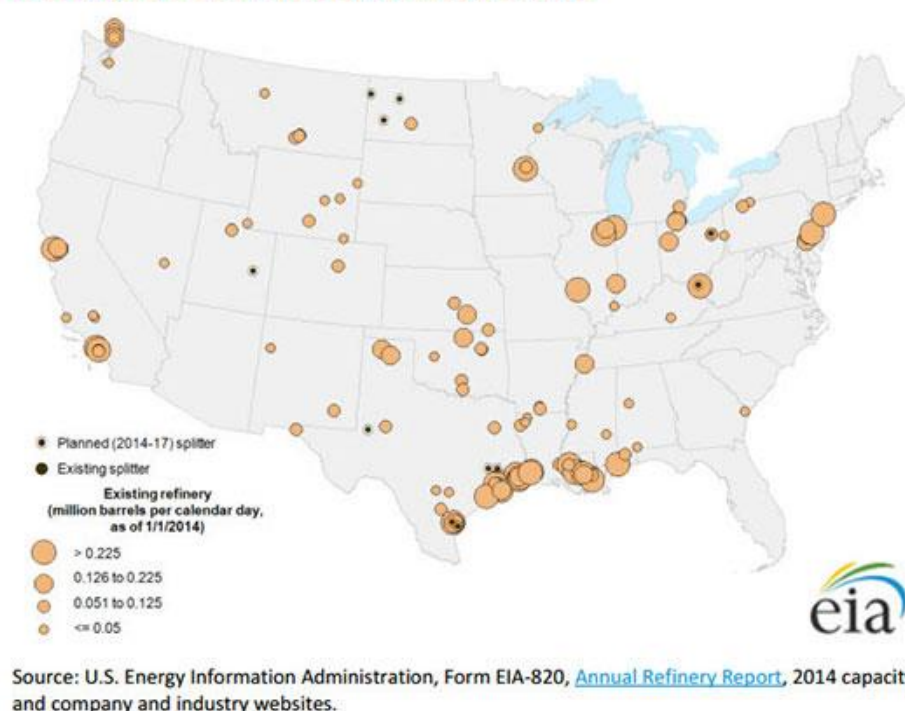 Planned (2014-17) splitter
Existing splitter
Existing refinery
(million barrels per calendar day,
as of 1/1/2014)
> 0.225
0.126 to 0.225
0.051 to 0.125
<= 0.05
eia
Source: U.S. Energy Information Administration, Form EIA-820, Annual Refinery Report, 2014 capacit
and company and industry websites.